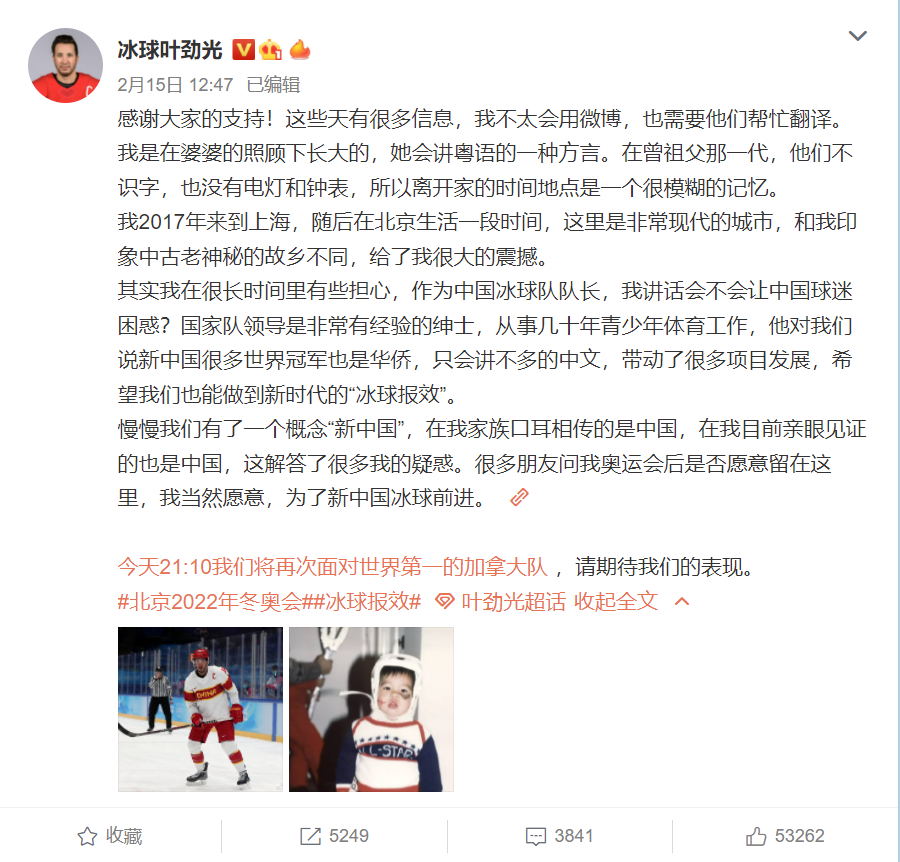 冰球叶劲光
2月15日 12:47 已编辑
感谢大家的支持！这些天有很多信息，我不太会用微博，也需要他们帮忙翻译。
我是在婆婆的照顾下长大的，她会讲粤语的一种方言。在曾祖父那一代，他们不
识字，也没有电灯和钟表，所以离开家的时间地点是一个很模糊的记忆。
我2017年来到上海，随后在北京生活一段时间，这里是非常现代的城市，和我印
象中古老神秘的故乡不同，给了我很大的震撼。
其实我在很长时间里有些担心，作为中国冰球队队长，我讲话会不会让中国球迷
困惑？国家队领导是非常有经验的绅士，从事几十年青少年体育工作，他对我们
说新中国很多世界冠军也是华侨，只会讲不多的中文，带动了很多项目发展，希
望我们也能做到新时代的“冰球报效”。
慢慢我们有了一个概念“新中国”，在我家族口耳相传的是中国，在我目前亲眼见证
的也是中国，这解答了很多我的疑惑。很多朋友问我奥运会后是否愿意留在这
里，我当然愿意，为了新中国冰球前进。
今天21:10我们将再次面对世界第一的加拿大队 ，请期待我们的表现。
#北京2022年冬奥会##冰球报效# 叶劲光超话 收起全文
CHINA
C
ALL-STAR
收藏
5249
3841
53262